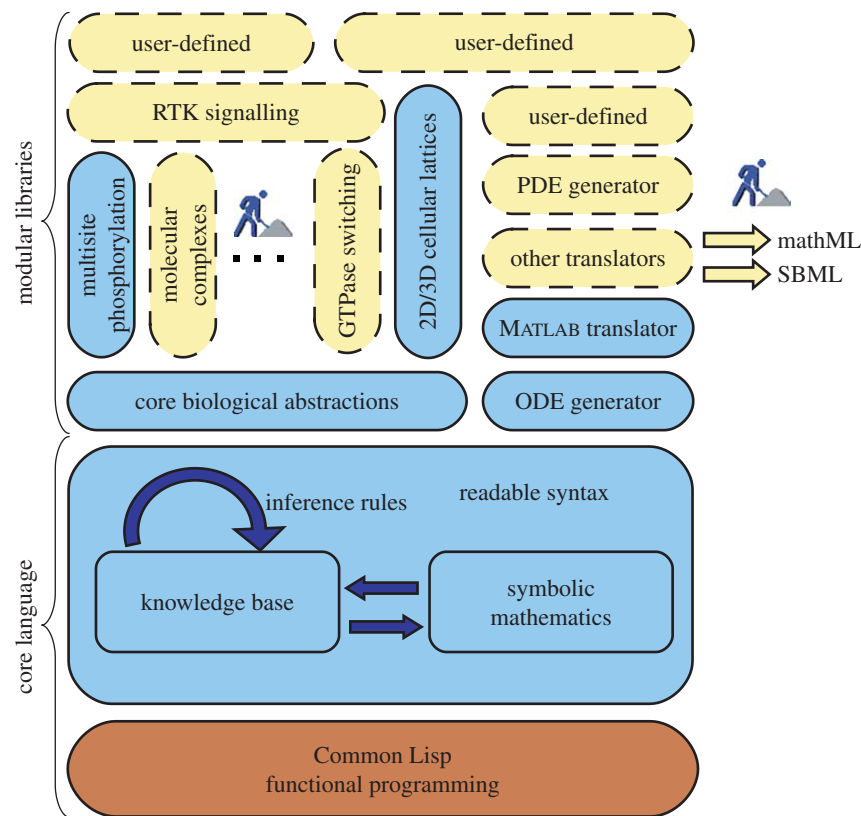 user-defined
user-defined
RTK signalling
2D/3D cellular lattices
user-defined
modular libraries
multisite
phosphorylation
molecular
complexes
. . .
GTPase switching
PDE generator
other translators
mathML
SBML
MATLAB translator
core biological abstractions
ODE generator
core language
inference rules
readable syntax
knowledge base
symbolic
mathematics
Common Lisp
functional programming